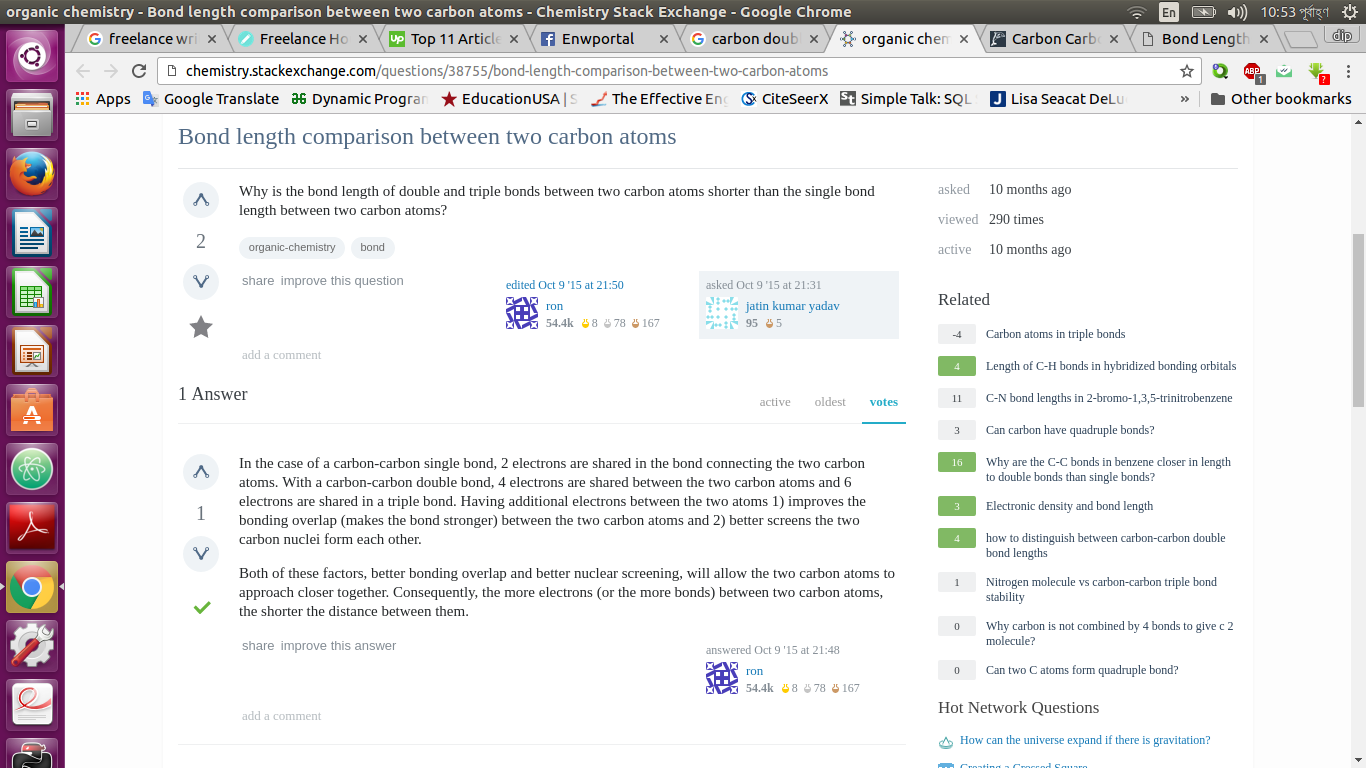 organic chemistry - Bond length comparison between two carbon atoms - Chemistry Stack Exchange - Google Chrome
En
10:53 পূর্বাহ্ণ
freelance wri
Freelance Ho
Top 11 Article
Enwportal
carbon doubl
organic chem
Carbon Carbo
Bond Length
dip
chemistry.stackexchange.com/questions/38755/bond-length-comparison-between-two-carbon-atoms
ABP
1
?
Apps
Google Translate
Dynamic Program
EducationUSA | S
The Effective Eng
CiteSeerX
Simple Talk: SQL
Lisa Seacat DeLu
»
Other bookmarks
Bond length comparison between two carbon atoms
Why is the bond length of double and triple bonds between two carbon atoms shorter than the single bond
length between two carbon atoms?
2
organic-chemistry
bond
share improve this question
edited Oct 9 '15 at 21:50
ron
54.4k 8 78 167
asked Oct 9 '15 at 21:31
jatin kumar yadav
95 5
add a comment
1 Answer
active
oldest
votes
In the case of a carbon-carbon single bond, 2 electrons are shared in the bond connecting the two carbon
atoms. With a carbon-carbon double bond, 4 electrons are shared between the two carbon atoms and 6
electrons are shared in a triple bond. Having additional electrons between the two atoms 1) improves the
bonding overlap (makes the bond stronger) between the two carbon atoms and 2) better screens the two
carbon nuclei form each other.
1
Both of these factors, better bonding overlap and better nuclear screening, will allow the two carbon atoms to
approach closer together. Consequently, the more electrons (or the more bonds) between two carbon atoms,
the shorter the distance between them.
share improve this answer
answered Oct 9 '15 at 21:48
ron
54.4k 8 78 167
add a comment
asked 10 months ago
viewed 290 times
active 10 months ago
Related
-4 Carbon atoms in triple bonds
4 Length of C-H bonds in hybridized bonding orbitals
11 C-N bond lengths in 2-bromo-1,3,5-trinitrobenzene
3 Can carbon have quadruple bonds?
16 Why are the C-C bonds in benzene closer in length
to double bonds than single bonds?
3 Electronic density and bond length
4 how to distinguish between carbon-carbon double
bond lengths
1 Nitrogen molecule vs carbon-carbon triple bond
stability
0 Why carbon is not combined by 4 bonds to give c 2
molecule?
0 Can two C atoms form quadruple bond?
Hot Network Questions
How can the universe expand if there is gravitation?
Creating a Crossed Square